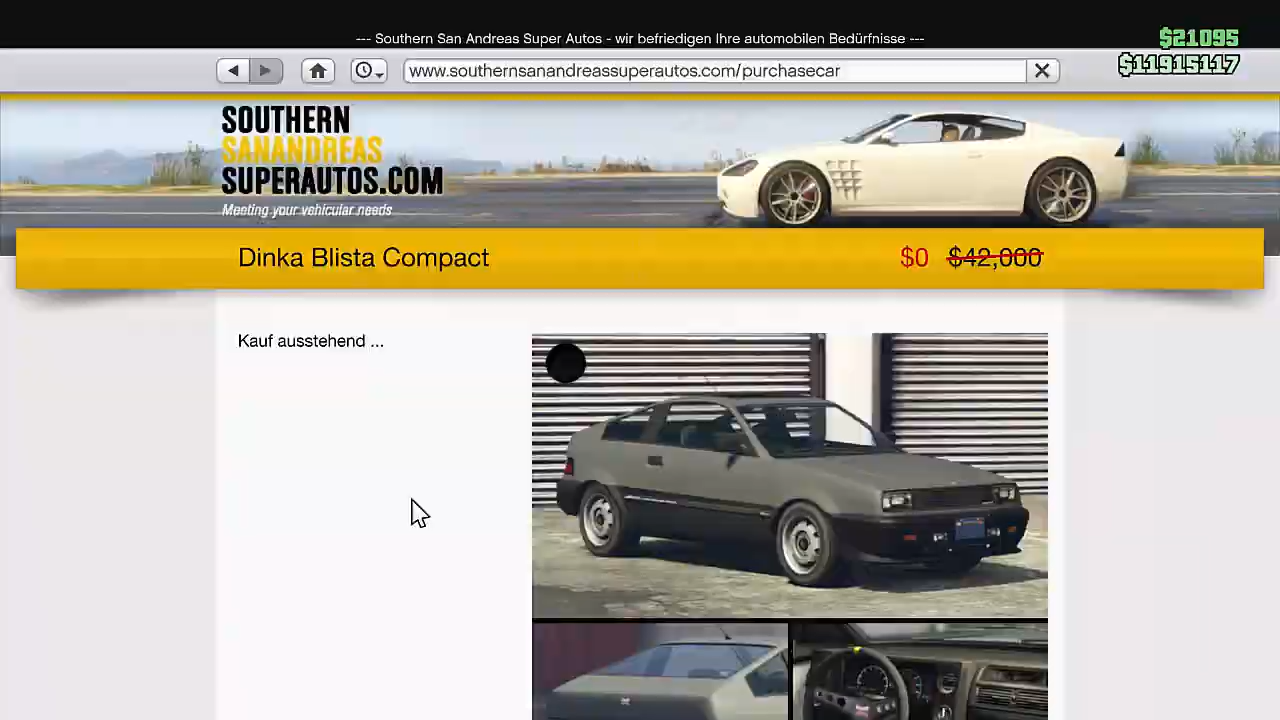 --- Southern San Andreas Super Autos - wir befriedigen Ihre automobilen Bedürfnisse ---
$21095
$11915117
www.southernsanandreassuperautos.com/purchasecar
SOUTHERN
SANANDREAS
SUPERAUTOS.COM
Meeting your vehicular needs
Dinka Blista Compact
$0 $42,000
Kauf ausstehend ...